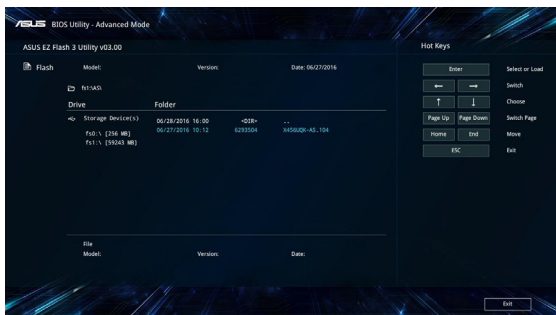 ASUS BIOS Utility - Advanced Mode
ASUS EZ Flash 3 Utility v03.00
Hot Keys
Flash Model: Version: Date: 06/27/2016
fs1:\AS\
Drive Folder
Storage Device(s)
fs0:\ [256 MB]
fs1:\ [59243 MB]
06/28/2016 16:00 <DIR> ..
06/27/2016 10:12 6293504 X456UQK-AS.104
File
Model: Version: Date:
Enter Select or Load
← → Switch
↑ ↓ Choose
Page Up Page Down Switch Page
Home End Move
ESC Exit
Exit